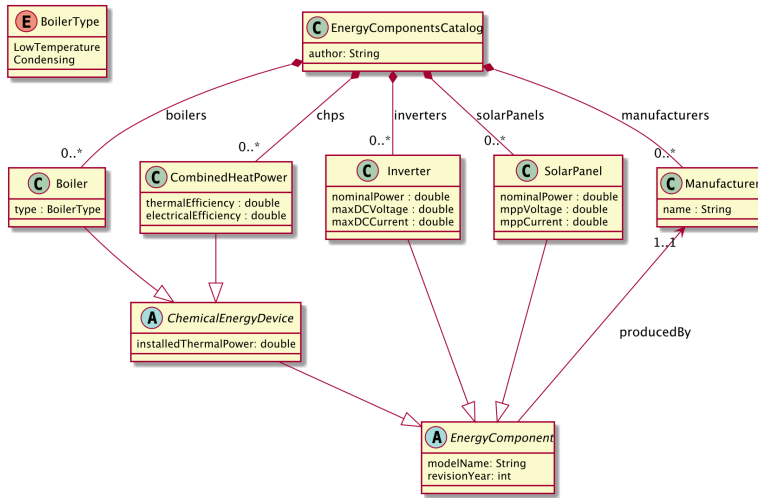 E BoilerType
LowTemperature
Condensing
C EnergyComponentsCatalog
author: String
boilers
chps
inverters
solarPanels
manufacturers
0..*
0..*
0..*
0..*
0..*
C Boiler
type : BoilerType
C CombinedHeatPower
thermalEfficiency : double
electricalEfficiency : double
C Inverter
nominalPower : double
maxDCVoltage : double
maxDCCurrent : double
C SolarPanel
nominalPower : double
mppVoltage : double
mppCurrent : double
C Manufacturer
name : String
1..1
A ChemicalEnergyDevice
installedThermalPower: double
producedBy
A EnergyComponent
modelName: String
revisionYear: int